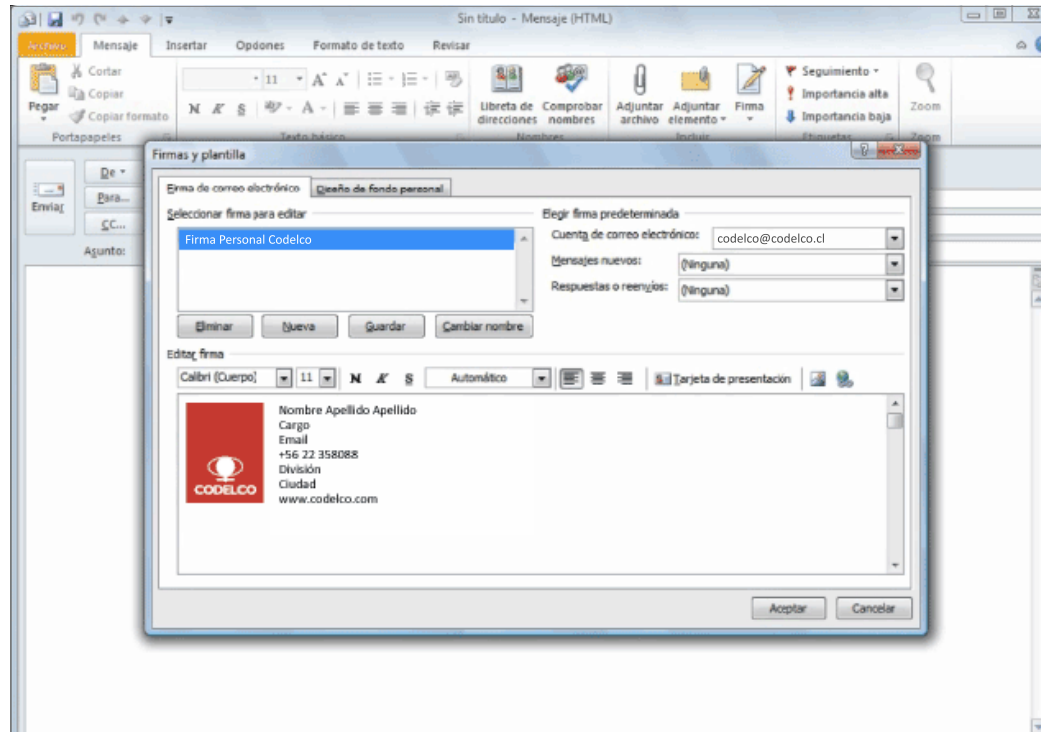 Sin título - Mensaje (HTML)
Archivo Mensaje Insertar Opciones Formato de texto Revisar
Pegar
Cortar
Copiar
Copiar formato
Portapapeles
11
N K S
A
Texto básico
Libreta de direcciones
Comprobar nombres
Nombres
Adjuntar archivo
Adjuntar elemento
Firma
Incluir
Seguimiento
Importancia alta
Importancia baja
Etiquetas
Zoom
Zoom
Enviar
De
Para...
CC...
Asunto:
Firmas y plantilla
Firma de correo electrónico
Diseño de fondo personal
Seleccionar firma para editar
Firma Personal Codelco
Eliminar Nueva Guardar Cambiar nombre
Elegir firma predeterminada
Cuenta de correo electrónico: codelco@codelco.cl
Mensajes nuevos: (Ninguna)
Respuestas o reenvíos: (Ninguna)
Editar firma
Calibri (Cuerpo) 11 N K S Automático Tarjeta de presentación
CODELCO
Nombre Apellido Apellido
Cargo
Email
+56 22 358088
División
Ciudad
www.codelco.com
Aceptar Cancelar